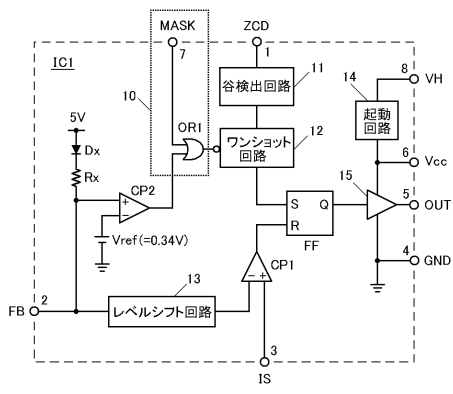 MASK
ZCD
7
1
IC1
10
谷検出回路
11
14
8
VH
5V
起動
回路
OR1
ワンショット
回路
12
Dx
Rx
6
Vcc
CP2
+
−
15
S
Q
R
FF
5
OUT
Vref(=0.34V)
CP1
− +
4
GND
13
2
FB
レベルシフト回路
3
IS